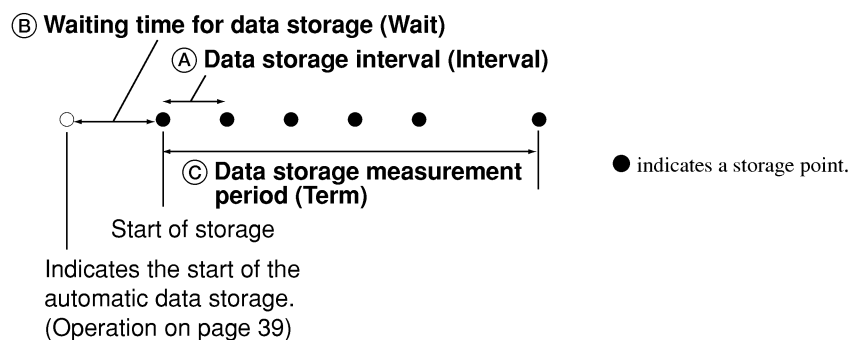 Ⓑ Waiting time for data storage (Wait)
Ⓐ Data storage interval (Interval)
Ⓒ Data storage measurement
period (Term)
● indicates a storage point.
Start of storage
Indicates the start of the
automatic data storage.
(Operation on page 39)